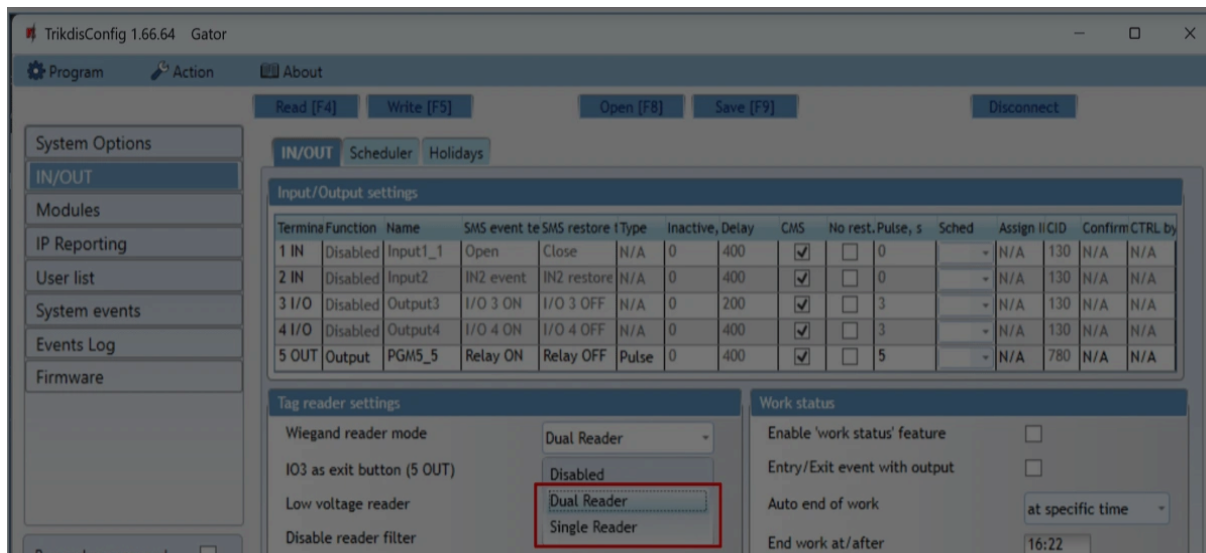 TrikdisConfig 1.66.64 Gator
Program Action About
Read [F4] Write [F5] Open [F8] Save [F9] Disconnect
System Options
IN/OUT
Modules
IP Reporting
User list
System events
Events Log
Firmware
IN/OUT Scheduler Holidays
Input/Output settings
Termina Function Name SMS event te SMS restore t Type Inactive, Delay CMS No rest. Pulse, s Sched Assign I CID Confirm CTRL by
1 IN Disabled Input1_1 Open Close N/A 0 400 0 N/A 130 N/A N/A
2 IN Disabled Input2 IN2 event IN2 restore N/A 0 400 0 N/A 130 N/A N/A
3 I/O Disabled Output3 I/O 3 ON I/O 3 OFF N/A 0 200 3 N/A 130 N/A N/A
4 I/O Disabled Output4 I/O 4 ON I/O 4 OFF N/A 0 400 3 N/A 130 N/A N/A
5 OUT Output PGM5_5 Relay ON Relay OFF Pulse 0 400 5 N/A 780 N/A N/A
Tag reader settings
Wiegand reader mode Dual Reader
IO3 as exit button (5 OUT) Disabled
Low voltage reader Dual Reader
Single Reader
Disable reader filter
Work status
Enable 'work status' feature
Entry/Exit event with output
Auto end of work at specific time
End work at/after 16:22